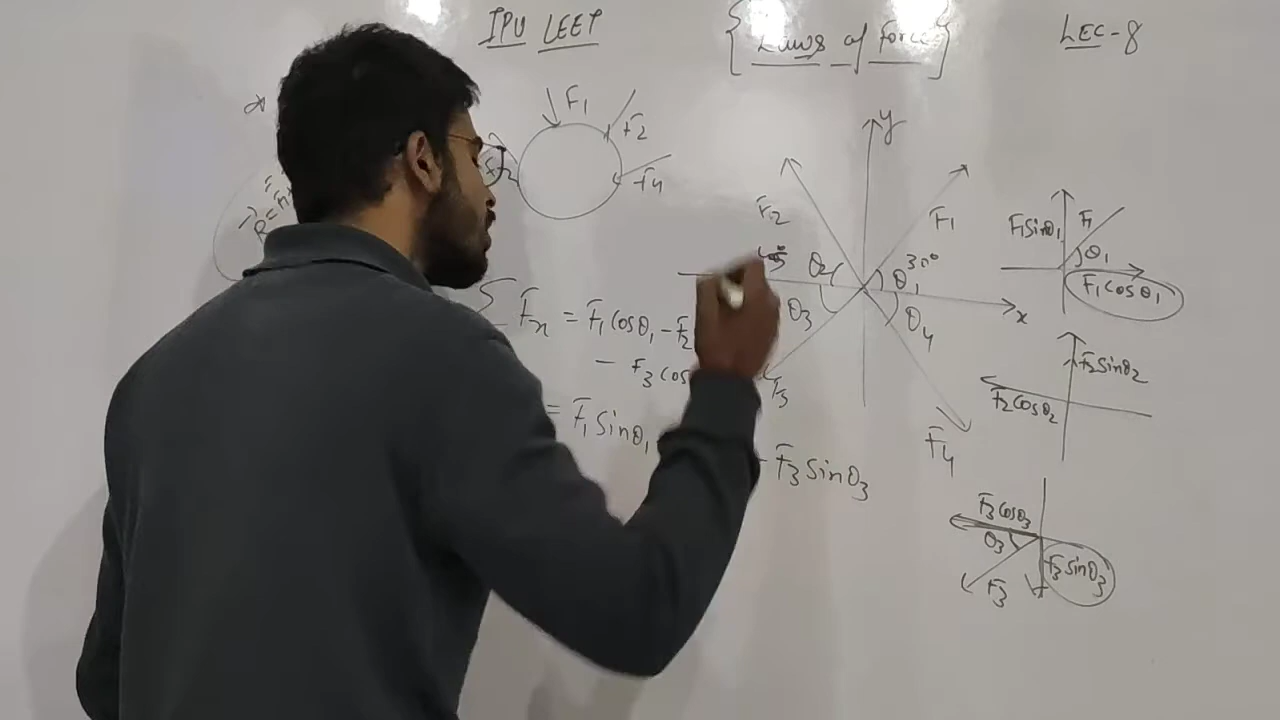 IPU LEET
{Laws of force}
LEC-8
F1
F2
F4
y
F2
F1
θ2
30°
θ1
x
θ3
θ4
F3
F4
F1 Sinθ1
F1
θ1
F1 Cosθ1
F2 Sinθ2
F2 Cosθ2
F3 Cosθ3
θ3
F3
F3 Sinθ3
Σ Fx = F1 Cosθ1 - F2
- F3 Cos
= F1 Sinθ1
- F3 Sinθ3